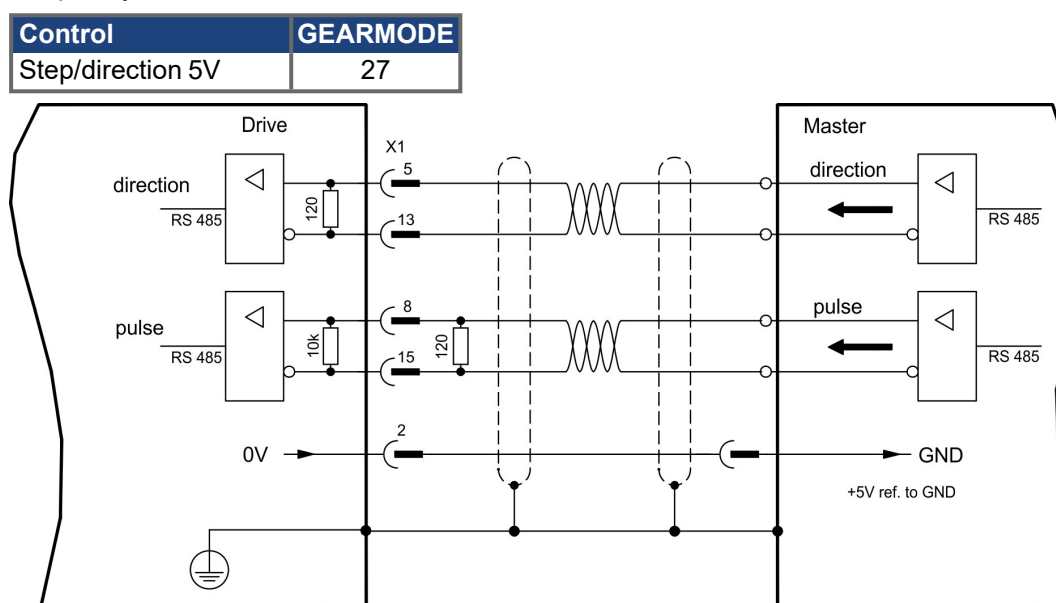 Control GEARMODE
Step/direction 5V 27
Drive Master
X1
5
direction direction
120
RS 485 13 RS 485
8
pulse pulse
10k 120
RS 485 15 RS 485
2
0V GND
+5V ref. to GND